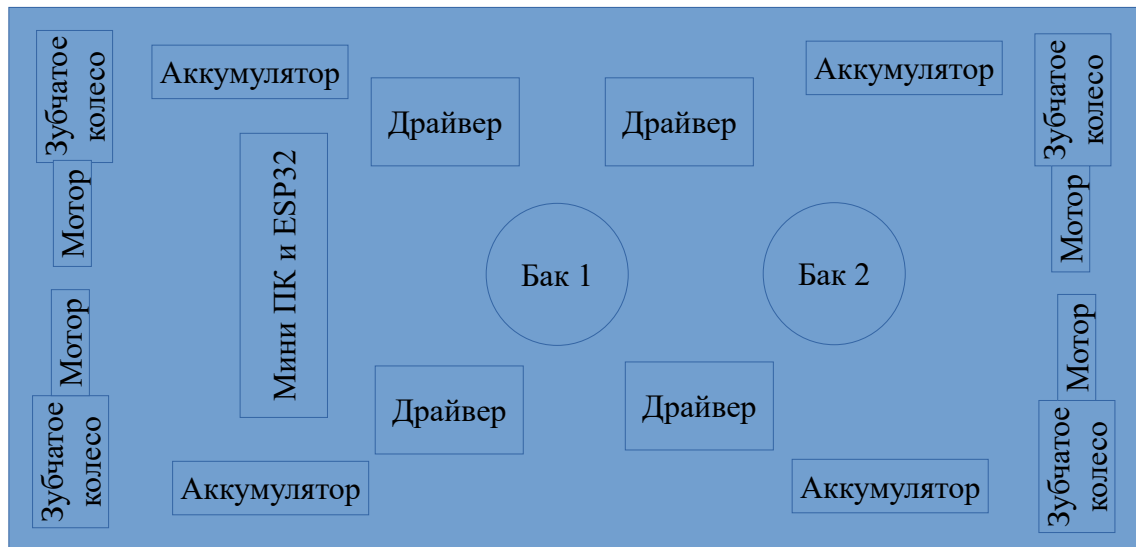 Зубчатое
колесо
Аккумулятор
Драйвер
Драйвер
Аккумулятор
Зубчатое
колесо
Мотор
Мини ПК и ESP32
Бак 1
Бак 2
Мотор
Мотор
Мотор
Зубчатое
колесо
Драйвер
Драйвер
Зубчатое
колесо
Аккумулятор
Аккумулятор